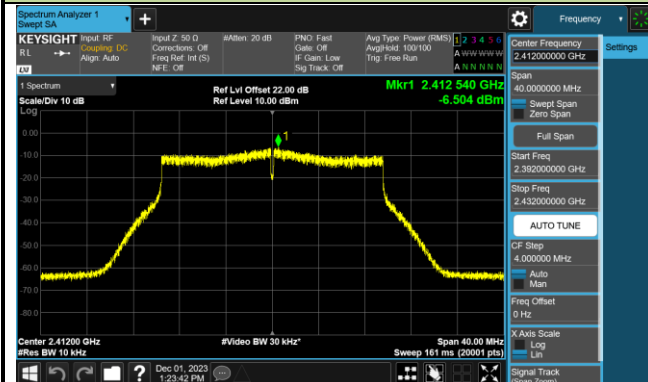 Spectrum Analyzer 1
Swept SA
Frequency
KEYSIGHT
RL
Input: RF
Coupling: DC
Align: Auto
Input Z: 50 Ω
Corrections: Off
Freq Ref: Int (S)
NFE: Off
#Atten: 20 dB
PNO: Fast
Gate: Off
IF Gain: Low
Sig Track: Off
Avg Type: Power (RMS)
Avg|Hold: 100/100
Trig: Free Run
1 2 3 4 5 6
A W W W W W
A N N N N N
1 Spectrum
Scale/Div 10 dB
Log
Ref Lvl Offset 22.00 dB
Ref Level 10.00 dBm
Mkr1 2.412 540 GHz
-6.504 dBm
1
0.00
-10.0
-20.0
-30.0
-40.0
-50.0
-60.0
-70.0
-80.0
Center 2.41200 GHz
#Res BW 10 kHz
#Video BW 30 kHz*
Span 40.00 MHz
Sweep 161 ms (20001 pts)
Dec 01, 2023
1:23:42 PM
Settings
Center Frequency
2.412000000 GHz
Span
40.0000000 MHz
Swept Span
Zero Span
Full Span
Start Freq
2.392000000 GHz
Stop Freq
2.432000000 GHz
AUTO TUNE
CF Step
4.000000 MHz
Auto
Man
Freq Offset
0 Hz
X Axis Scale
Log
Lin
Signal Track
(Span Zoom)